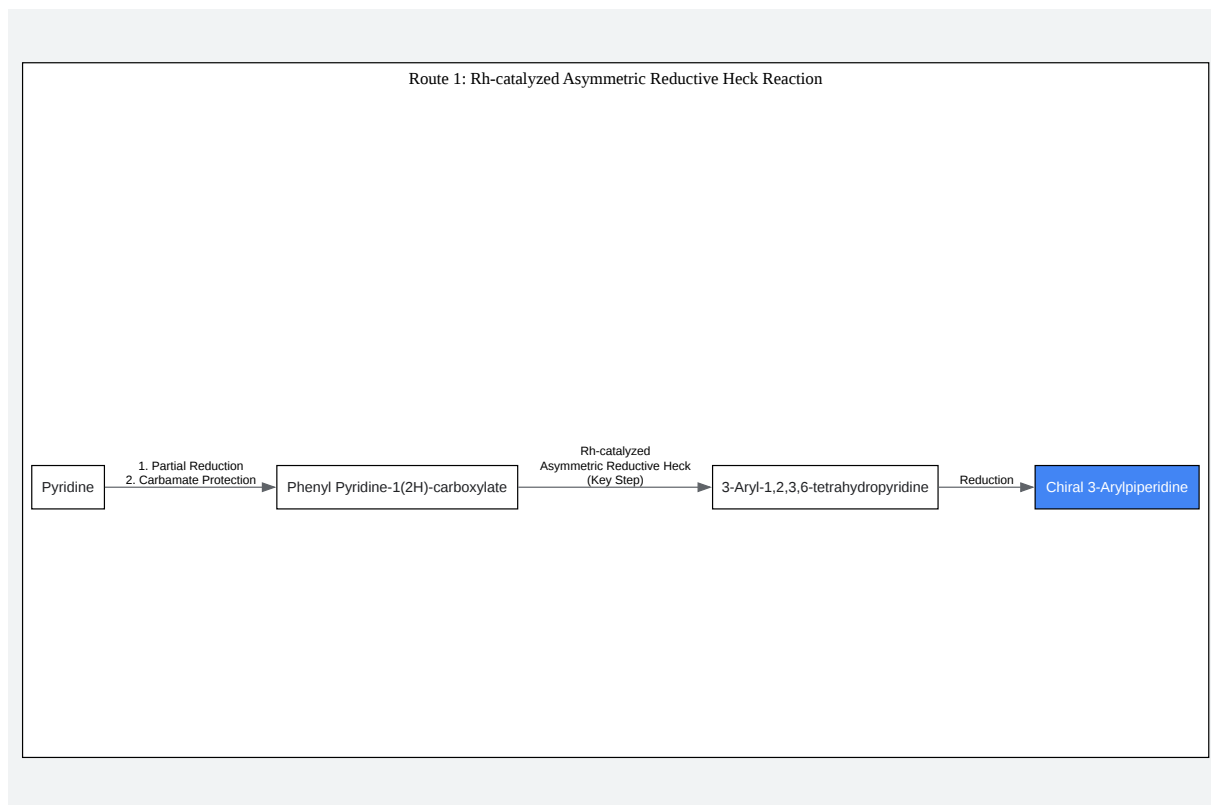 Route 1: Rh-catalyzed Asymmetric Reductive Heck Reaction
Pyridine
1. Partial Reduction
2. Carbamate Protection
Phenyl Pyridine-1(2H)-carboxylate
Rh-catalyzed
Asymmetric Reductive Heck
(Key Step)
3-Aryl-1,2,3,6-tetrahydropyridine
Reduction
Chiral 3-Arylpiperidine